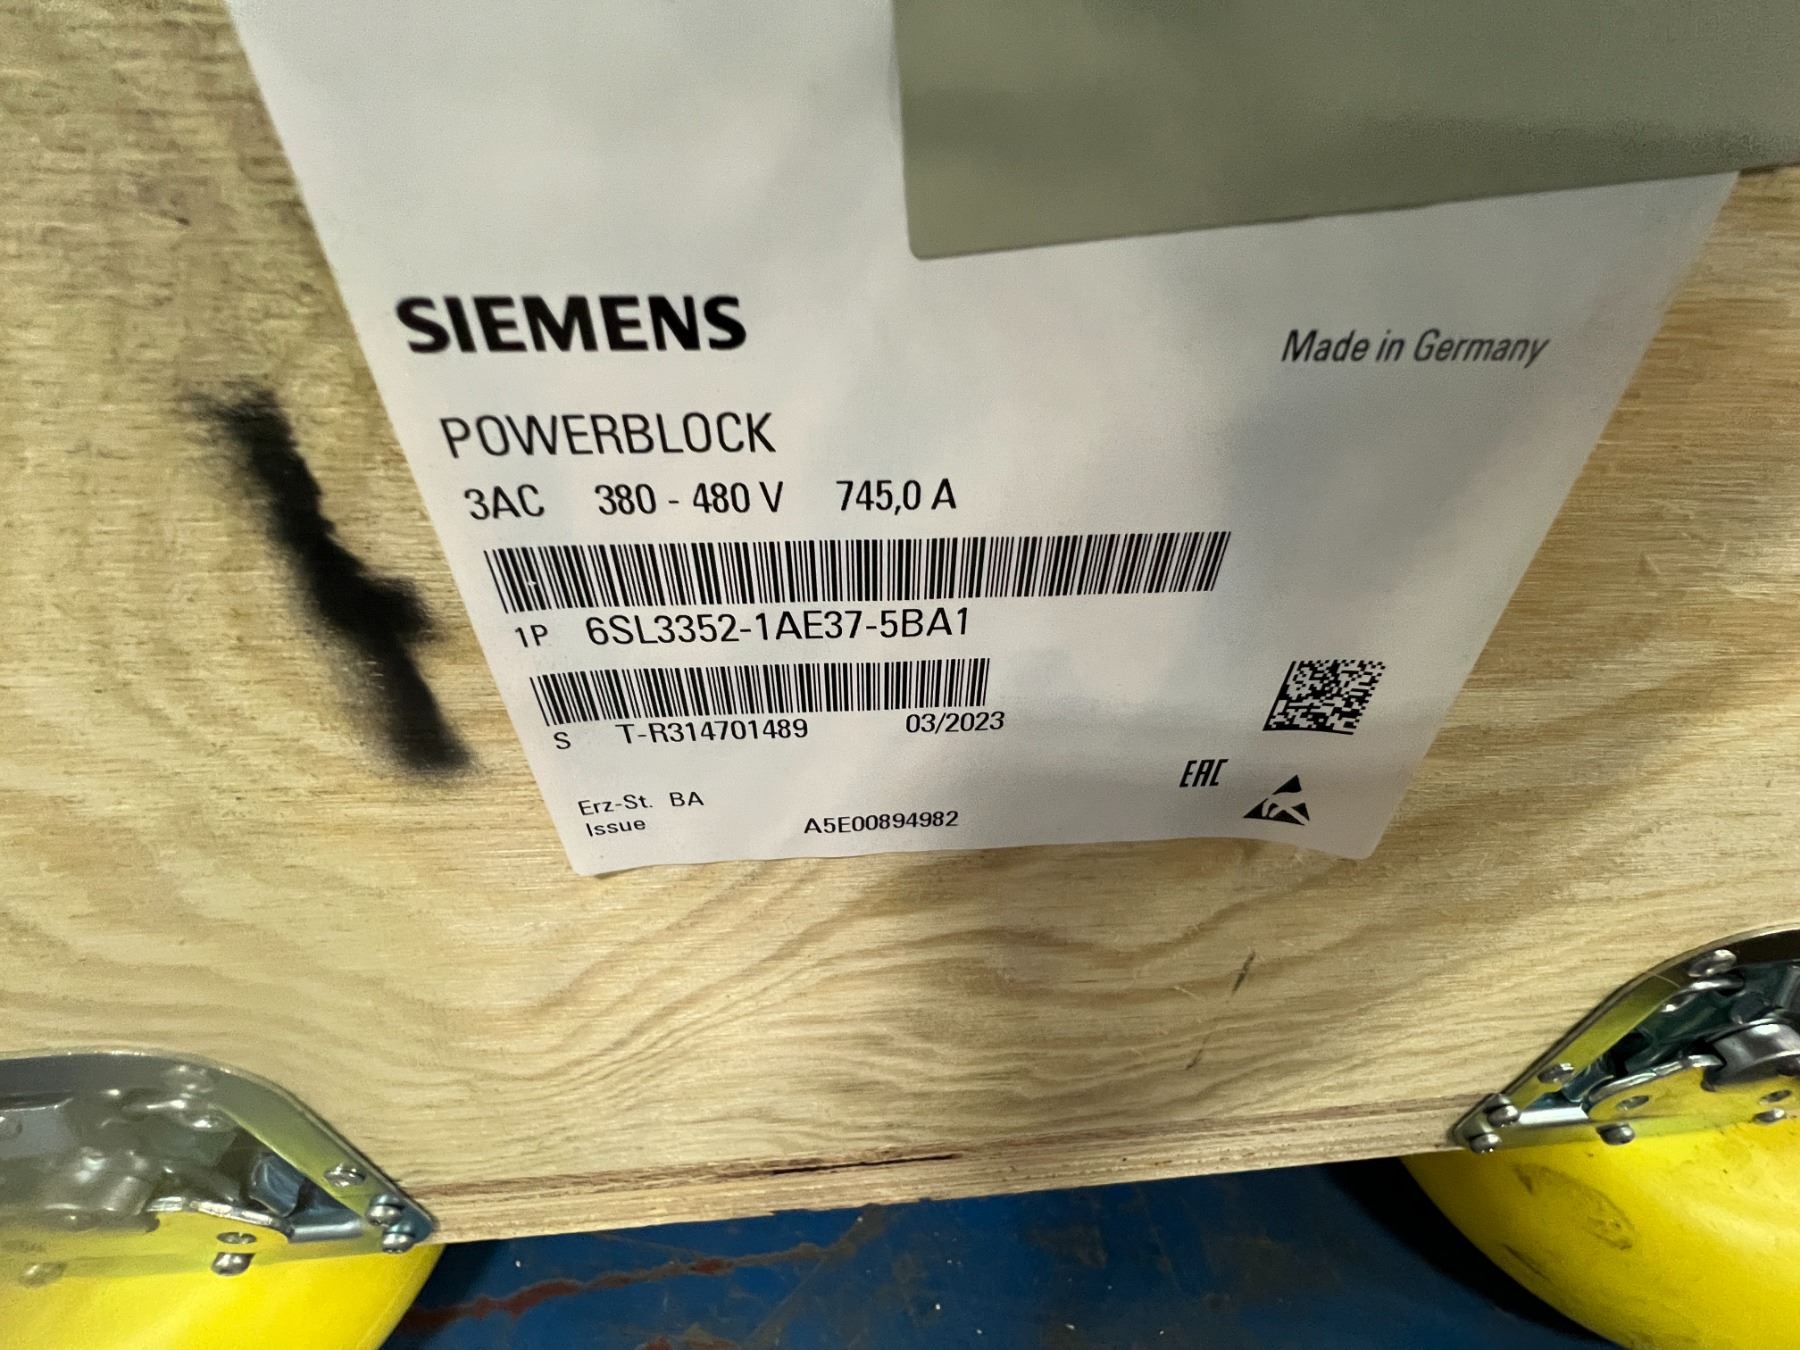 SIEMENS
Made in Germany
POWERBLOCK
3AC 380 - 480 V 745,0 A
1P 6SL3352-1AE37-5BA1
S T-R314701489 03/2023
EAC
Erz-St. BA
Issue A5E00894982